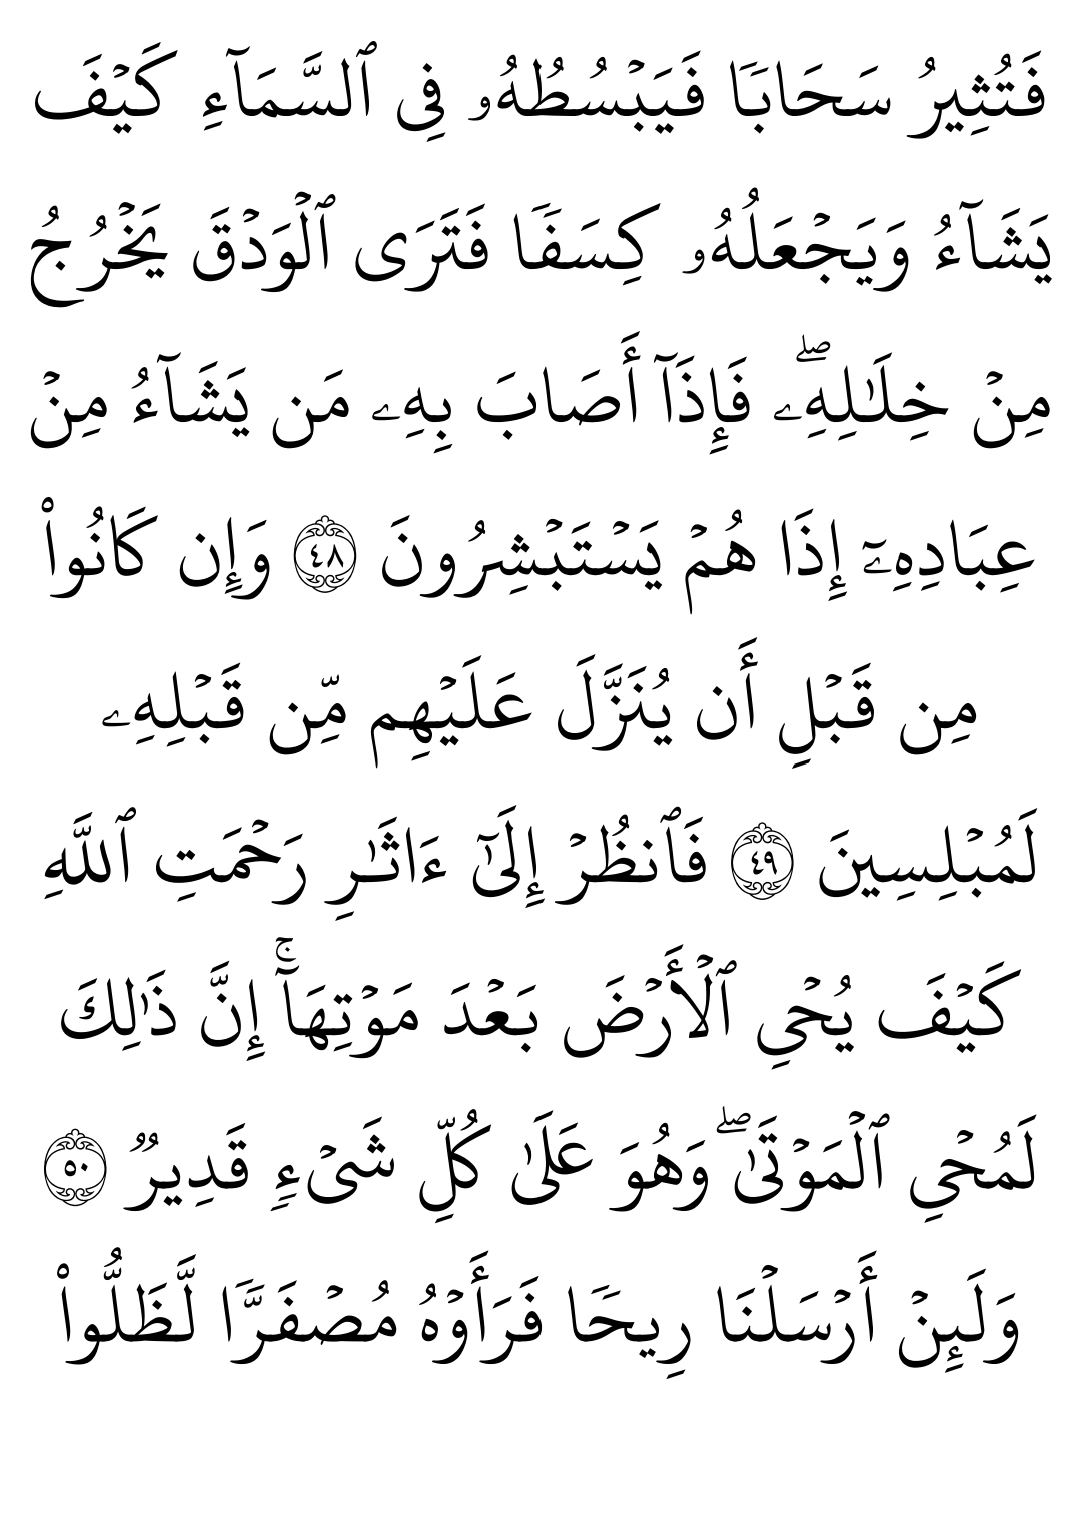 فَتُثِيرُ سَحَابٗا فَيَبۡسُطُهُۥ فِي ٱلسَّمَآءِ كَيۡفَ
يَشَآءُ وَيَجۡعَلُهُۥ كِسَفٗا فَتَرَى ٱلۡوَدۡقَ يَخۡرُجُ
مِنۡ خِلَٰلِهِۦۖ فَإِذَآ أَصَابَ بِهِۦ مَن يَشَآءُ مِنۡ
عِبَادِهِۦٓ إِذَا هُمۡ يَسۡتَبۡشِرُونَ ٤٨ وَإِن كَانُواْ
مِن قَبۡلِ أَن يُنَزَّلَ عَلَيۡهِم مِّن قَبۡلِهِۦ
لَمُبۡلِسِينَ ٤٩ فَٱنظُرۡ إِلَىٰٓ ءَاثَٰرِ رَحۡمَتِ ٱللَّهِ
كَيۡفَ يُحۡيِ ٱلۡأَرۡضَ بَعۡدَ مَوۡتِهَآۚ إِنَّ ذَٰلِكَ
لَمُحۡيِ ٱلۡمَوۡتَىٰۖ وَهُوَ عَلَىٰ كُلِّ شَيۡءٖ قَدِيرٞ ٥٠
وَلَئِنۡ أَرۡسَلۡنَا رِيحٗا فَرَأَوۡهُ مُصۡفَرّٗا لَّظَلُّواْ